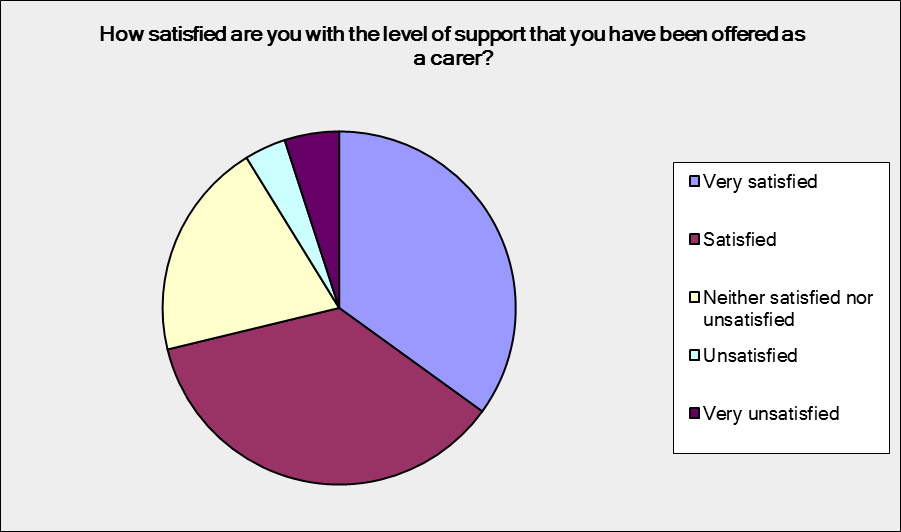 How satisfied are you with the level of support that you have been offered as
a carer?
Very satisfied
Satisfied
Neither satisfied nor
unsatisfied
Unsatisfied
Very unsatisfied